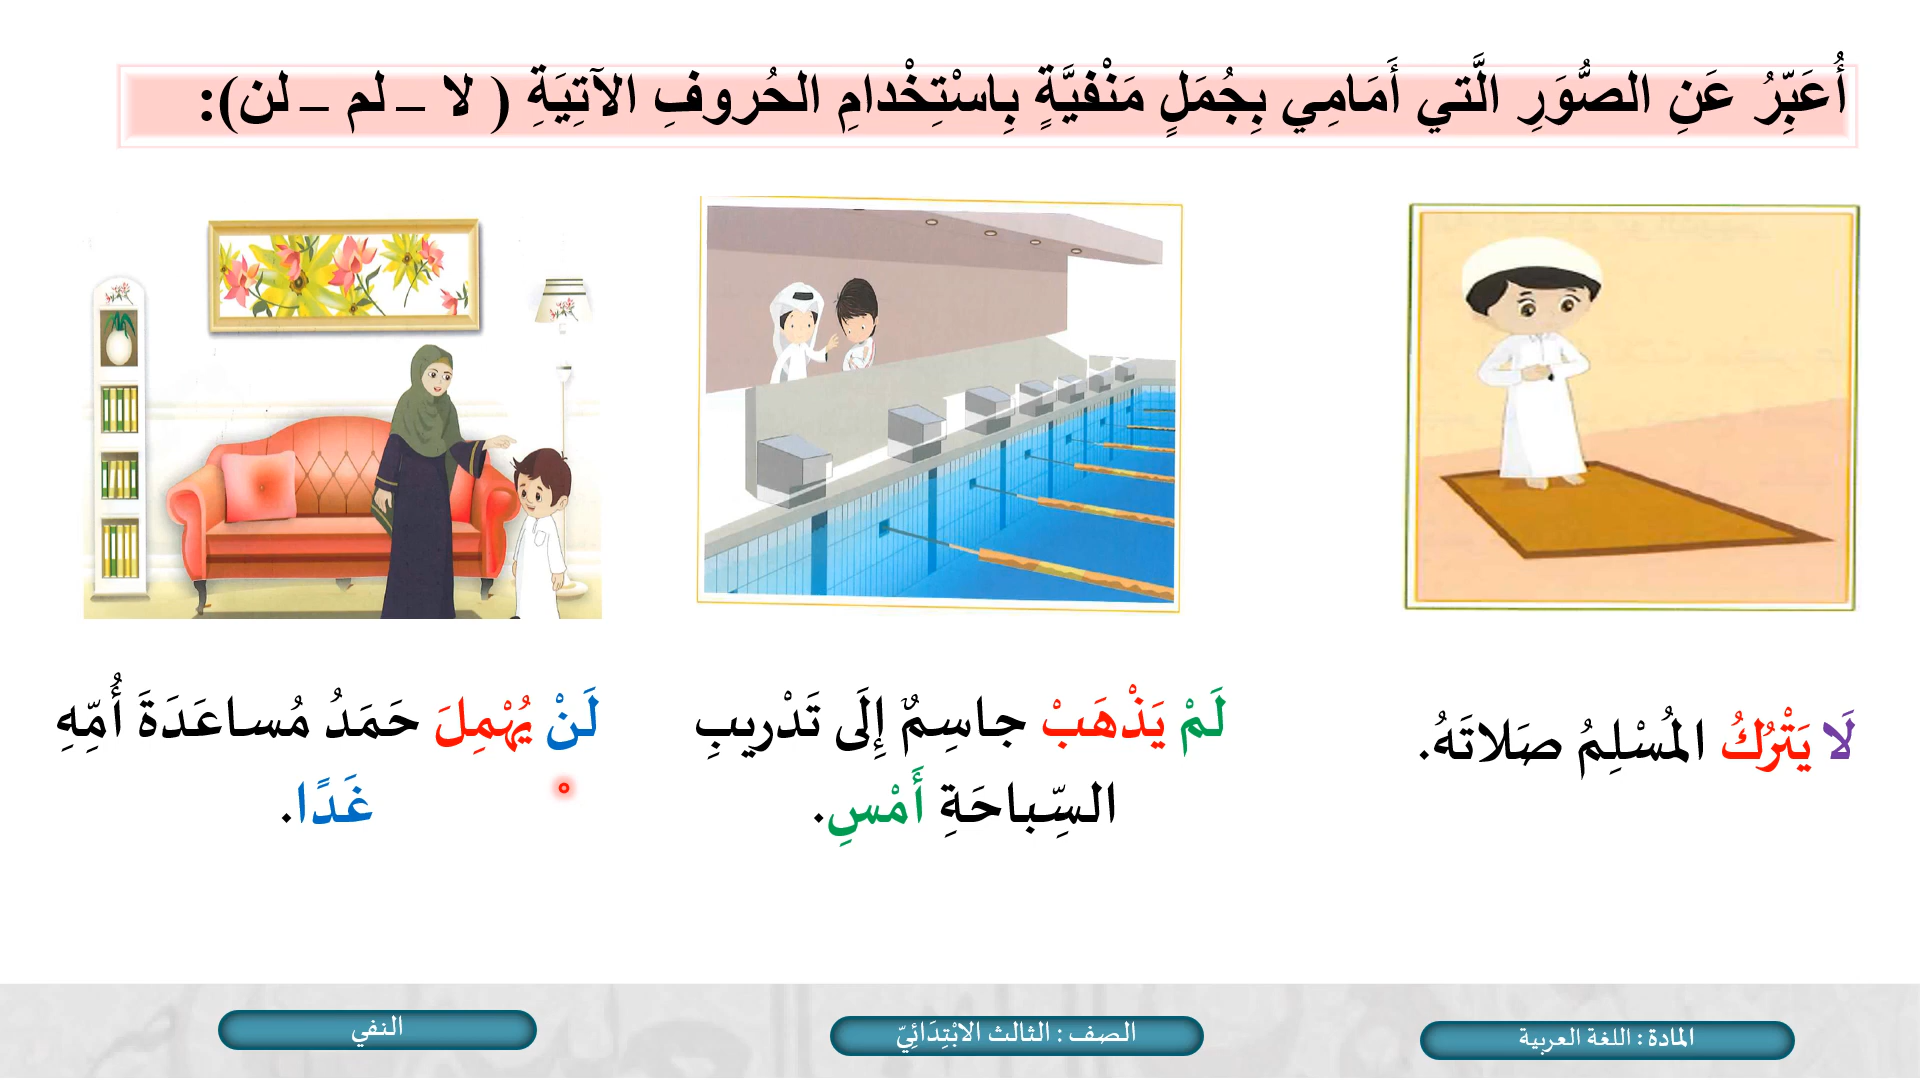 أُعَبِّرُ عَنِ الصُّوَرِ الَّتي أَمَامِي بِجُمَلٍ مَنْفيَّةٍ بِاسْتِخْدامِ الحُروفِ الآتِيَةِ ( لا – لم – لن):
لَا يَتْرُكُ المُسْلِمُ صَلاتَهُ.
لَمْ يَذْهَبْ جاسِمٌ إِلَى تَدْريبِ
السِّباحَةِ أَمْسِ.
لَنْ يُهْمِلَ حَمَدُ مُساعَدَةَ أُمِّهِ
غَدًا.
المادة : اللغة العربية
الصف : الثالث الابْتِدَائِيّ
النفي